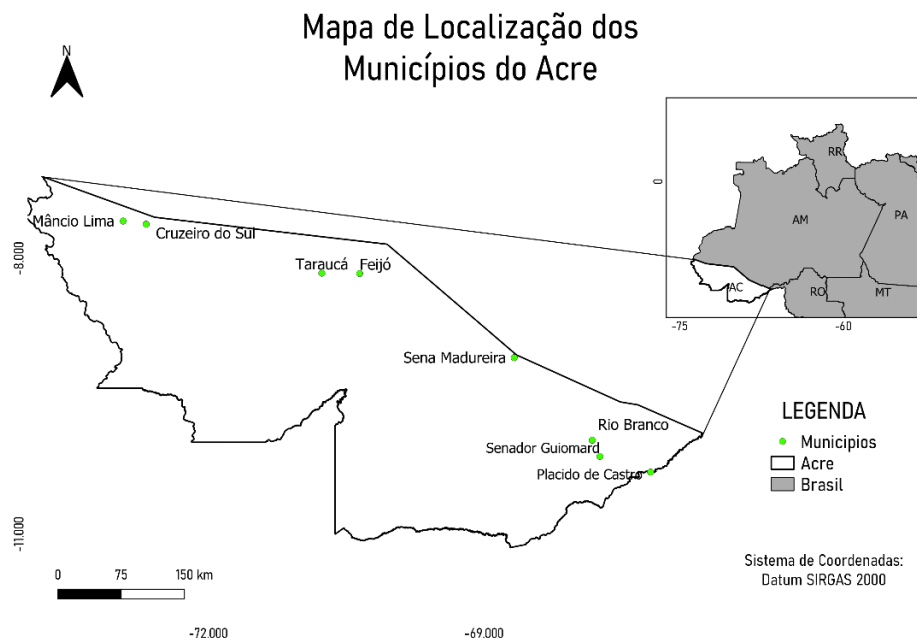 Mapa de Localização dos
Municípios do Acre
N
RR
0
AM
PA
AC
RO
MT
-75
-60
Mâncio Lima
Cruzeiro do Sul
-8.000
Taraucá
Feijó
Sena Madureira
Rio Branco
Senador Guiomard
Placido de Castro
-11.000
LEGENDA
Municipios
Acre
Brasil
0 75 150 km
Sistema de Coordenadas:
Datum SIRGAS 2000
-72.000
-69.000